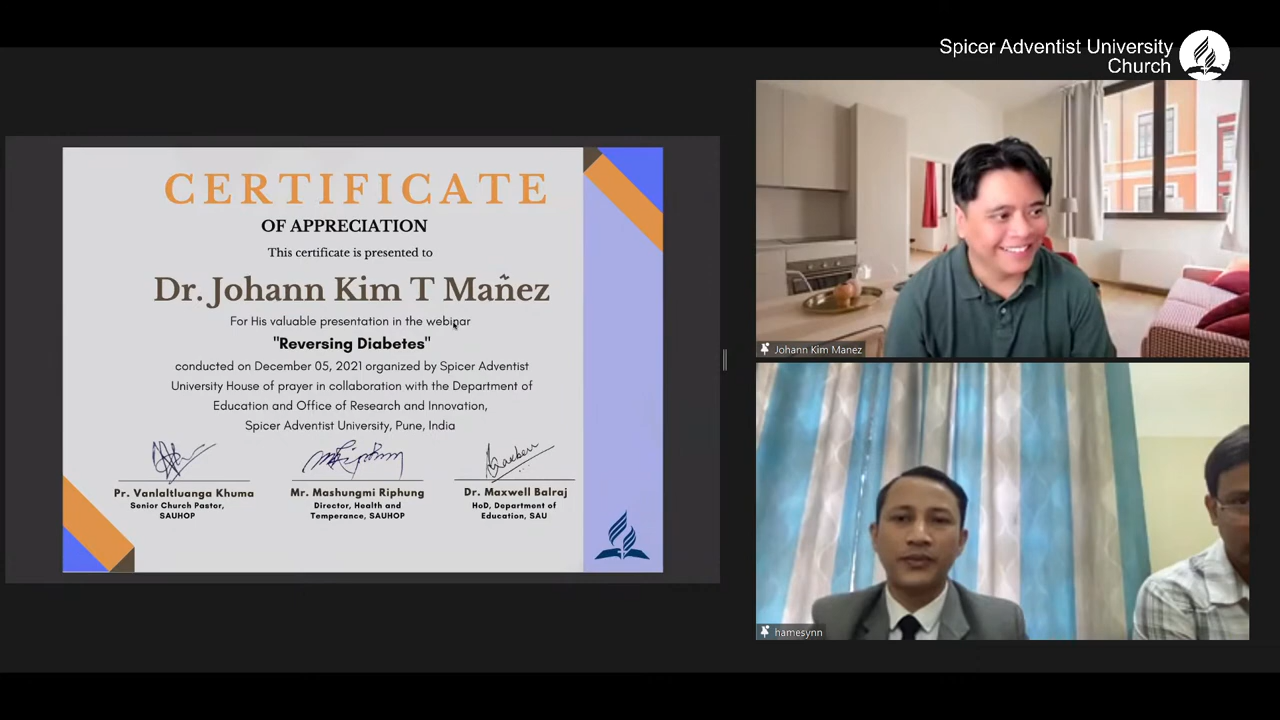 Spicer Adventist University
Church
CERTIFICATE
OF APPRECIATION
This certificate is presented to
Dr. Johann Kim T Mañez
For His valuable presentation in the webinar
"Reversing Diabetes"
conducted on December 05, 2021 organized by Spicer Adventist
University House of prayer in collaboration with the Department of
Education and Office of Research and Innovation,
Spicer Adventist University, Pune, India
Pr. Vanlaltluanga Khuma
Senior Church Pastor,
SAUHOP
Mr. Mashungmi Riphung
Director, Health and
Temperance, SAUHOP
Dr. Maxwell Balraj
HoD, Department of
Education, SAU
Johann Kim Manez
hamesynn